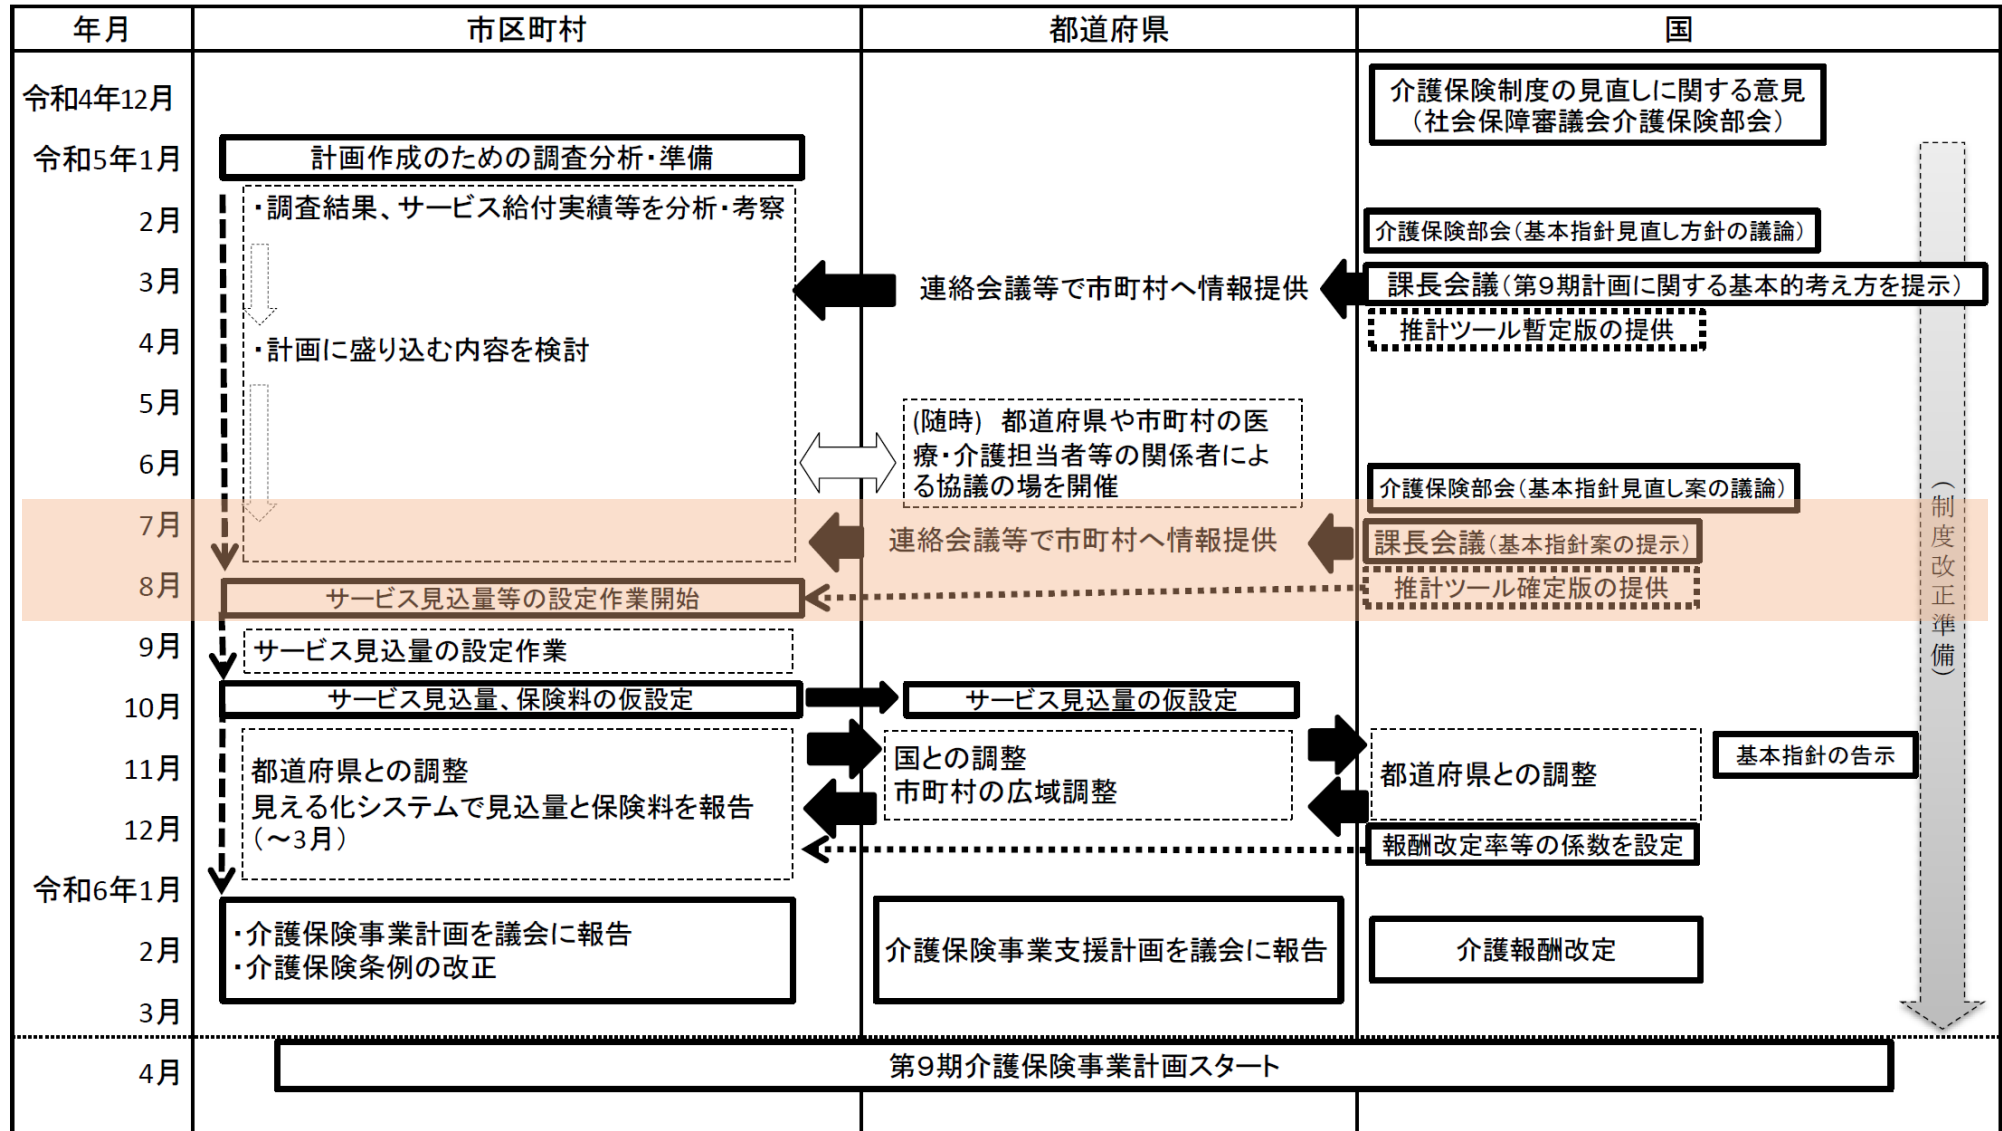 年月
市区町村
都道府県
国
令和4年12月
介護保険制度の見直しに関する意見
（社会保障審議会介護保険部会）
令和5年1月
計画作成のための調査分析・準備
・調査結果、サービス給付実績等を分析・考察
2月
介護保険部会（基本指針見直し方針の議論）
3月
連絡会議等で市町村へ情報提供
課長会議（第９期計画に関する基本的考え方を提示）
4月
・計画に盛り込む内容を検討
推計ツール暫定版の提供
5月
(随時)　都道府県や市町村の医
療・介護担当者等の関係者によ
る協議の場を開催
6月
介護保険部会（基本指針見直し案の議論）
7月
連絡会議等で市町村へ情報提供
課長会議（基本指針案の提示）
8月
サービス見込量等の設定作業開始
推計ツール確定版の提供
（制度改正準備）
9月
サービス見込量の設定作業
10月
サービス見込量、保険料の仮設定
サービス見込量の仮設定
11月
都道府県との調整
見える化システムで見込量と保険料を報告
（～3月）
国との調整
市町村の広域調整
都道府県との調整
基本指針の告示
12月
報酬改定率等の係数を設定
令和6年1月
・介護保険事業計画を議会に報告
・介護保険条例の改正
2月
介護保険事業支援計画を議会に報告
介護報酬改定
3月
4月
第９期介護保険事業計画スタート